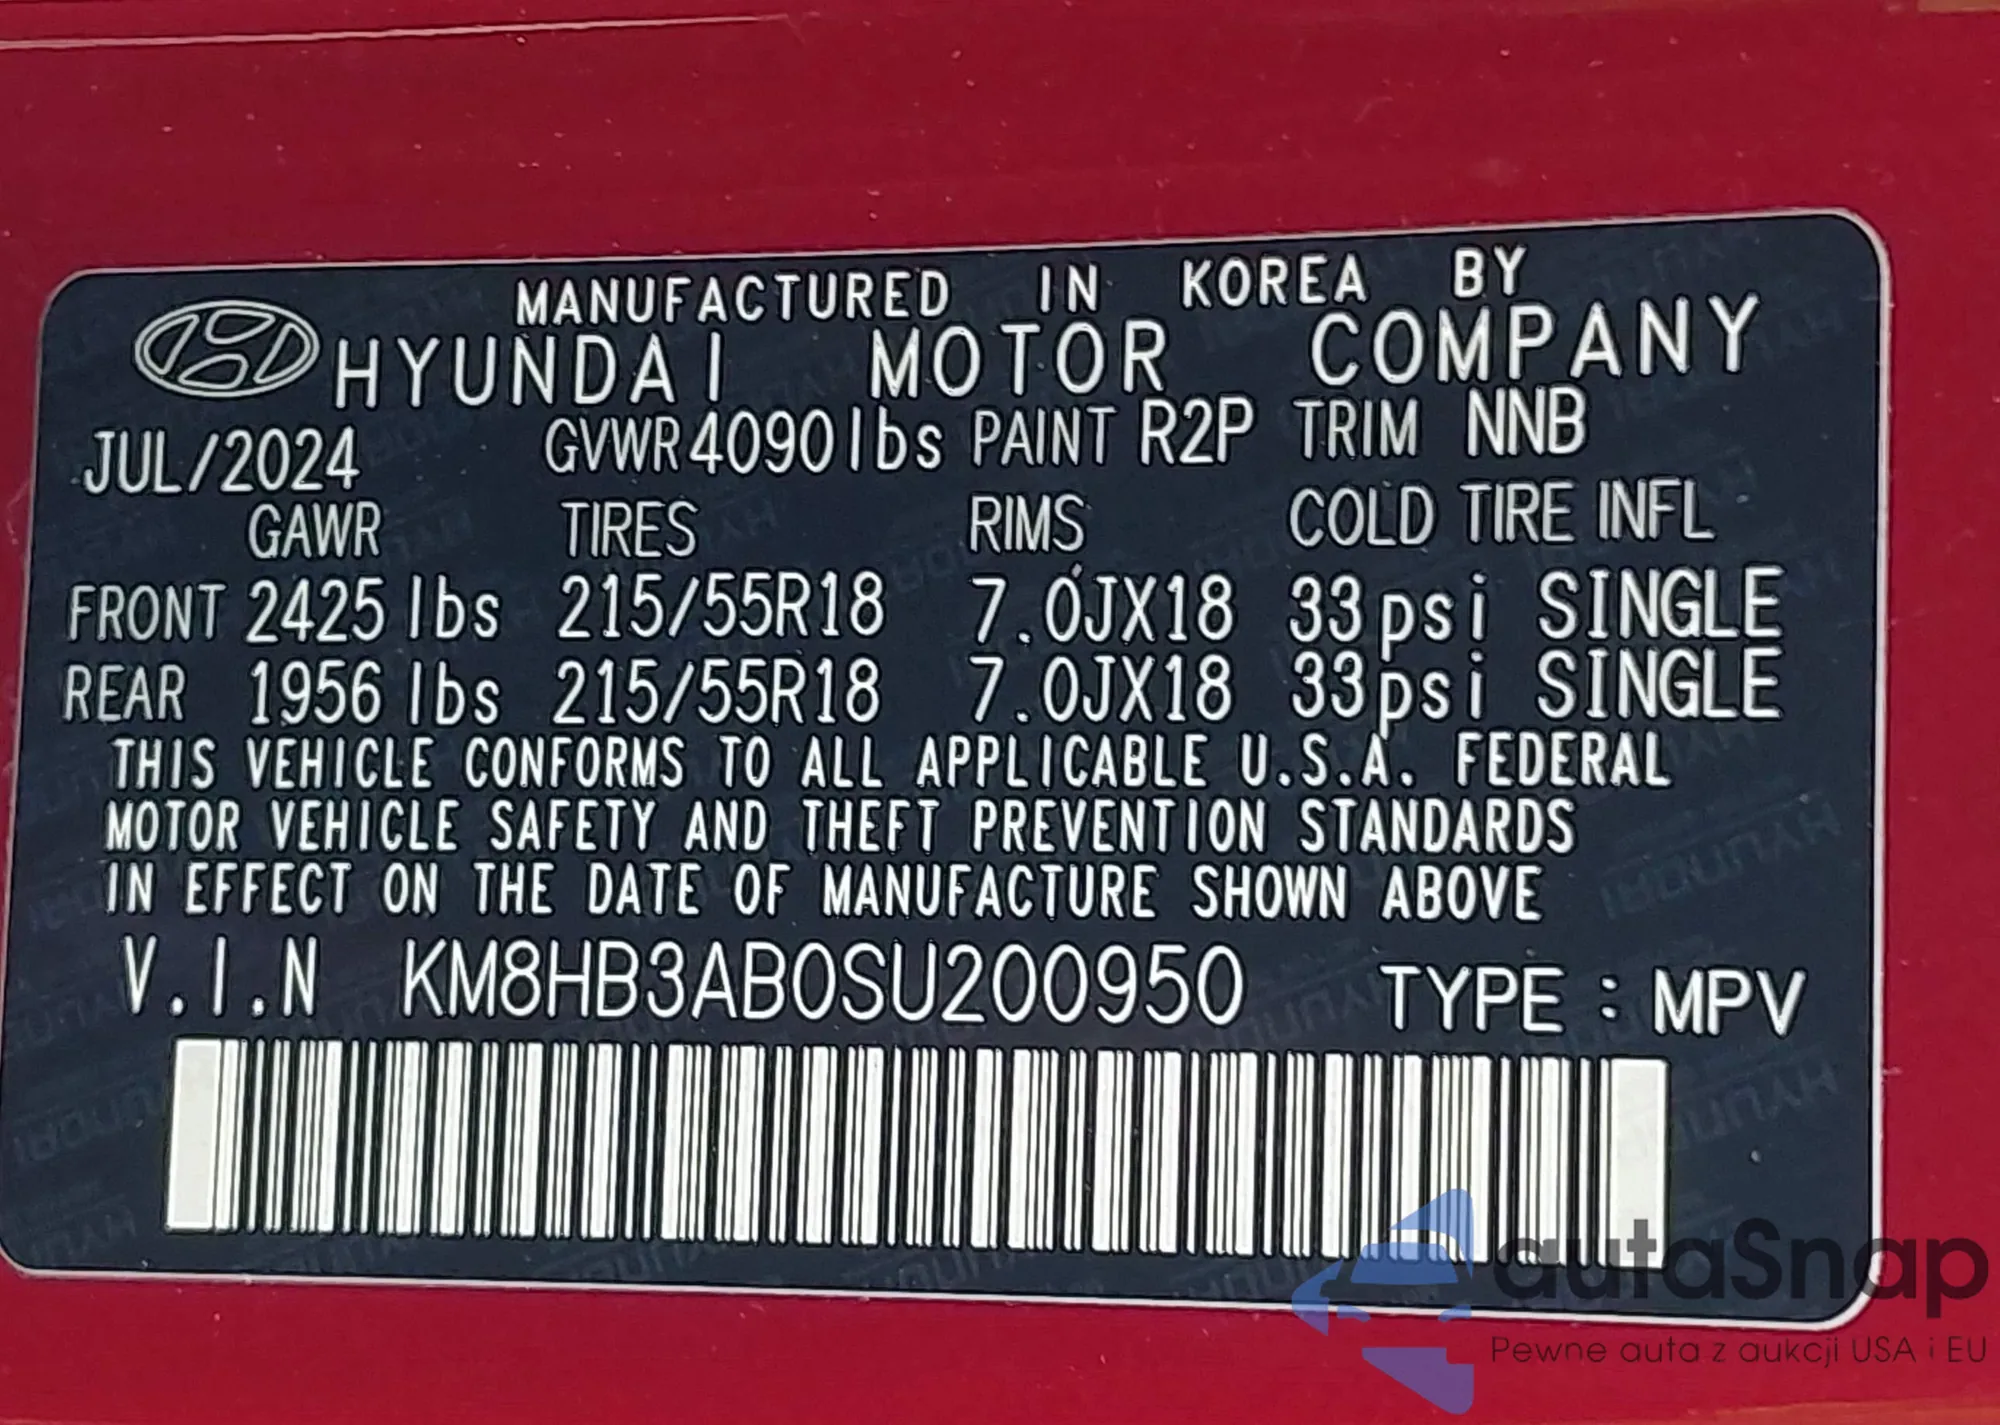 MANUFACTURED IN KOREA BY
HYUNDAI MOTOR COMPANY
JUL/2024 GVWR 4090 lbs PAINT R2P TRIM NNB
GAWR TIRES RIMS COLD TIRE INFL
FRONT 2425 lbs 215/55R18 7.0JX18 33psi SINGLE
REAR 1956 lbs 215/55R18 7.0JX18 33psi SINGLE
THIS VEHICLE CONFORMS TO ALL APPLICABLE U.S.A. FEDERAL
MOTOR VEHICLE SAFETY AND THEFT PREVENTION STANDARDS
IN EFFECT ON THE DATE OF MANUFACTURE SHOWN ABOVE
V.I.N KM8HB3AB0SU200950 TYPE : MPV
autaSnap
Pewne auta z aukcji USA i EU